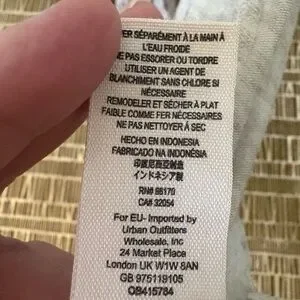 VER SÉPARÉMENT À LA MAIN À
L'EAU FROIDE
NE PAS ESSORER OU TORDRE
UTILISER UN AGENT DE
BLANCHIMENT SANS CHLORE SI
NÉCESSAIRE
REMODELER ET SÉCHER À PLAT
FAIBLE COMME FER NÉCESSAIRES
NE PAS NETTOYER À SEC
HECHO EN INDONESIA
FABRICADO NA INDONÉSIA
印度尼西亚制造
インドネシア製
RN# 66170
CA# 32054
For EU- Imported by
Urban Outfitters
Wholesale, Inc
24 Market Place
London UK W1W 8AN
GB 975119105
OB415784